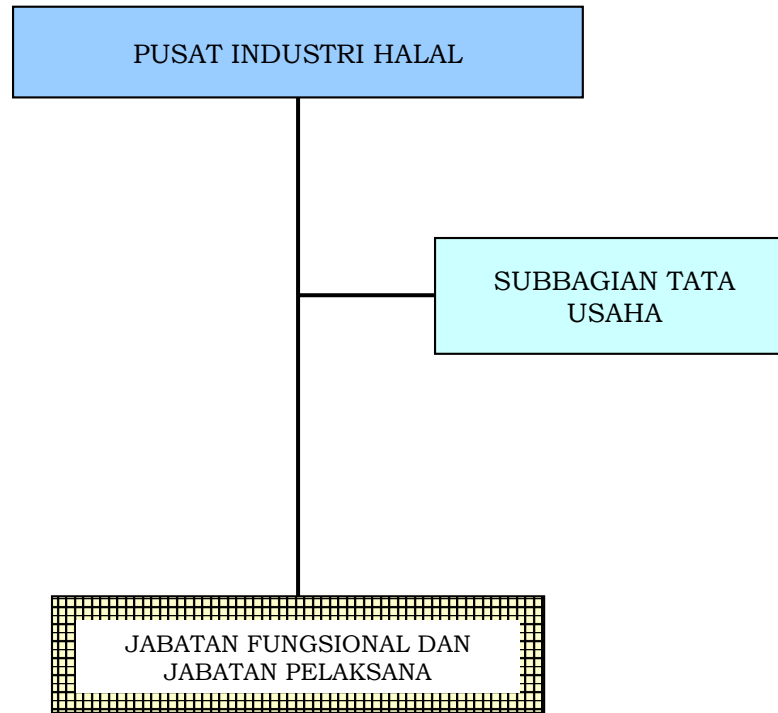 PUSAT INDUSTRI HALAL
SUBBAGIAN TATA
USAHA
JABATAN FUNGSIONAL DAN
JABATAN PELAKSANA